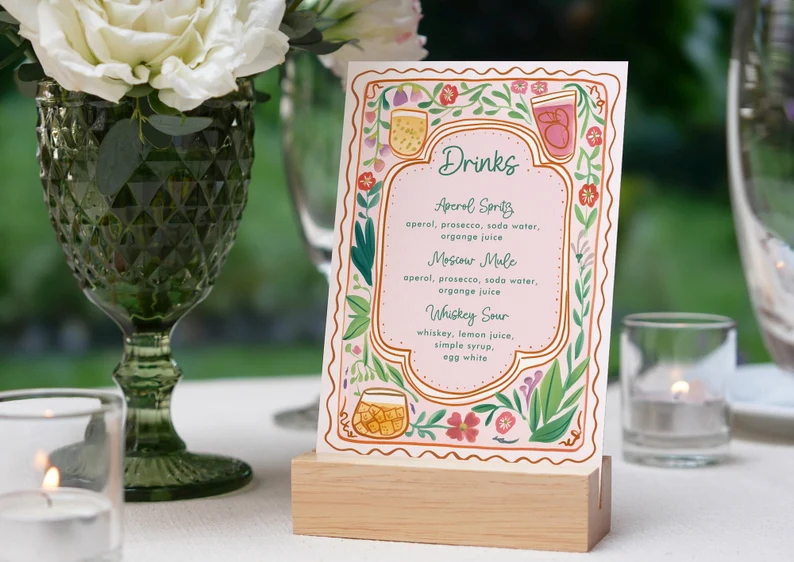 Drinks
Aperol Spritz
aperol, prosecco, soda water,
organge juice
Moscow Mule
aperol, prosecco, soda water,
organge juice
Whiskey Sour
whiskey, lemon juice,
simple syrup,
egg white